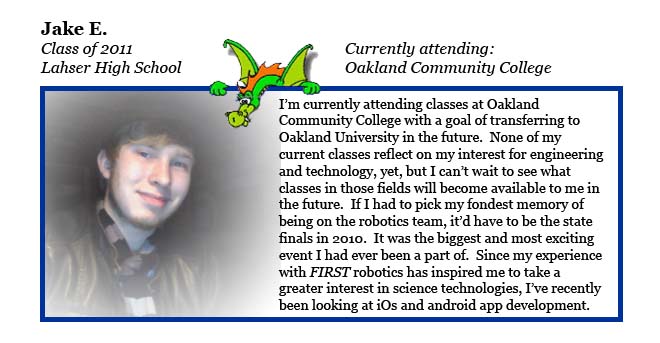 Jake E.
Class of 2011
Lahser High School
Currently attending:
Oakland Community College
I'm currently attending classes at Oakland
Community College with a goal of transferring to
Oakland University in the future.  None of my
current classes reflect on my interest for engineering
and technology, yet, but I can't wait to see what
classes in those fields will become available to me in
the future.  If I had to pick my fondest memory of
being on the robotics team, it'd have to be the state
finals in 2010.  It was the biggest and most exciting
event I had ever been a part of.  Since my experience
with FIRST robotics has inspired me to take a
greater interest in science technologies, I've recently
been looking at iOs and android app development.